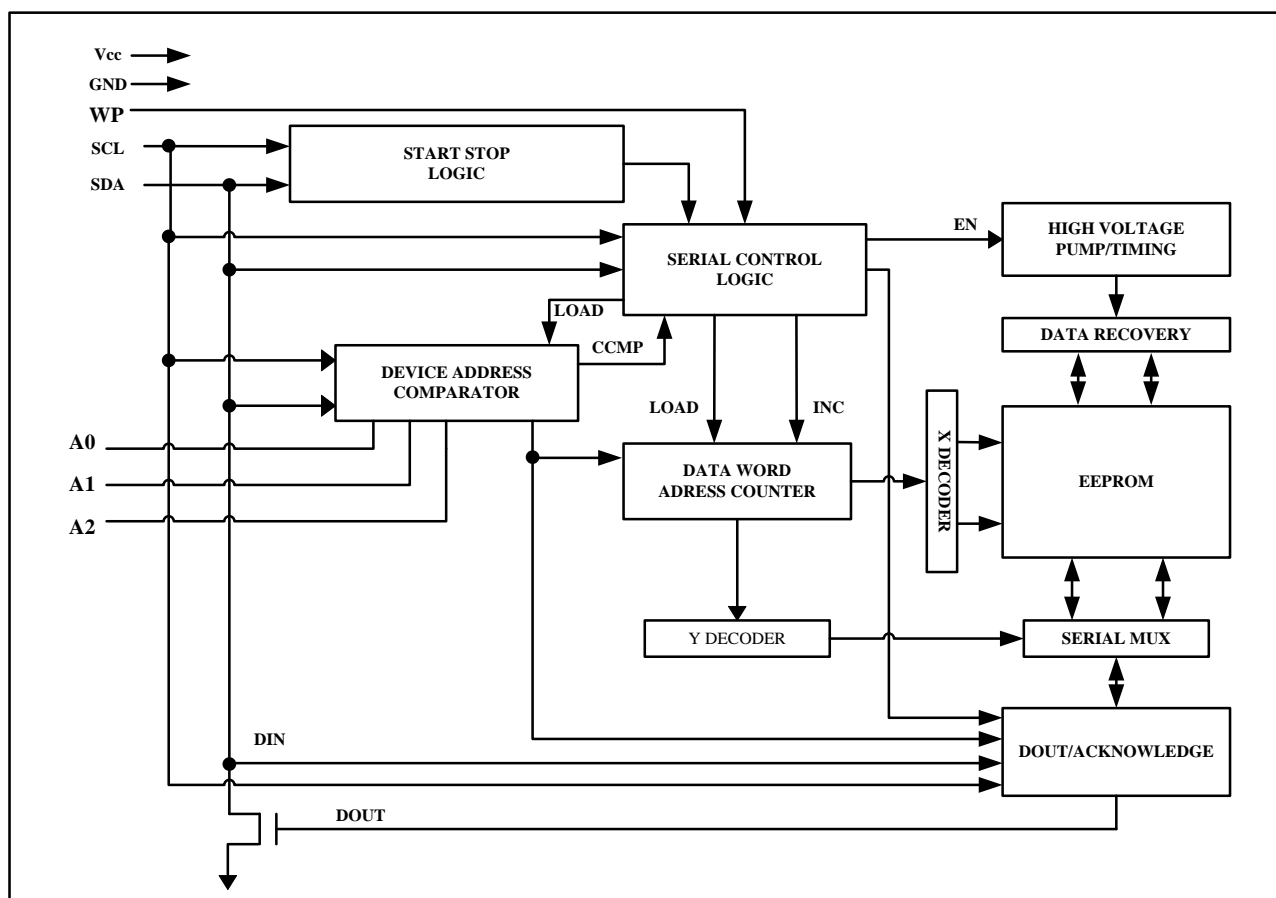 Vcc
GND
WP
SCL
SDA
START STOP
LOGIC
SERIAL CONTROL
LOGIC
EN
HIGH VOLTAGE
PUMP/TIMING
LOAD
CCMP
DATA RECOVERY
DEVICE ADDRESS
COMPARATOR
LOAD
INC
A0
A1
A2
DATA WORD
ADRESS COUNTER
X DECODER
EEPROM
Y DECODER
SERIAL MUX
DIN
DOUT/ACKNOWLEDGE
DOUT